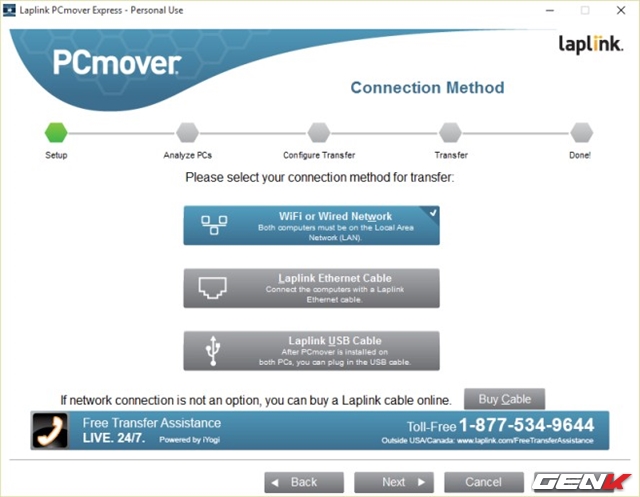 Laplink PCmover Express - Personal Use
PCmover.
laplink.
Connection Method
Setup
Analyze PCs
Configure Transfer
Transfer
Done!
Please select your connection method for transfer:
WiFi or Wired Network
Both computers must be on the Local Area
Network (LAN).
Laplink Ethernet Cable
Connect the computers with a Laplink
Ethernet cable.
Laplink USB Cable
After PCmover is installed on
both PCs, you can plug in the USB cable.
If network connection is not an option, you can buy a Laplink cable online.
Buy Cable
Free Transfer Assistance
LIVE. 24/7. Powered by iYogi
Toll-Free 1-877-534-9644
Outside USA/Canada: www.laplink.com/FreeTransferAssistance
Back
Next
Cancel
GENK